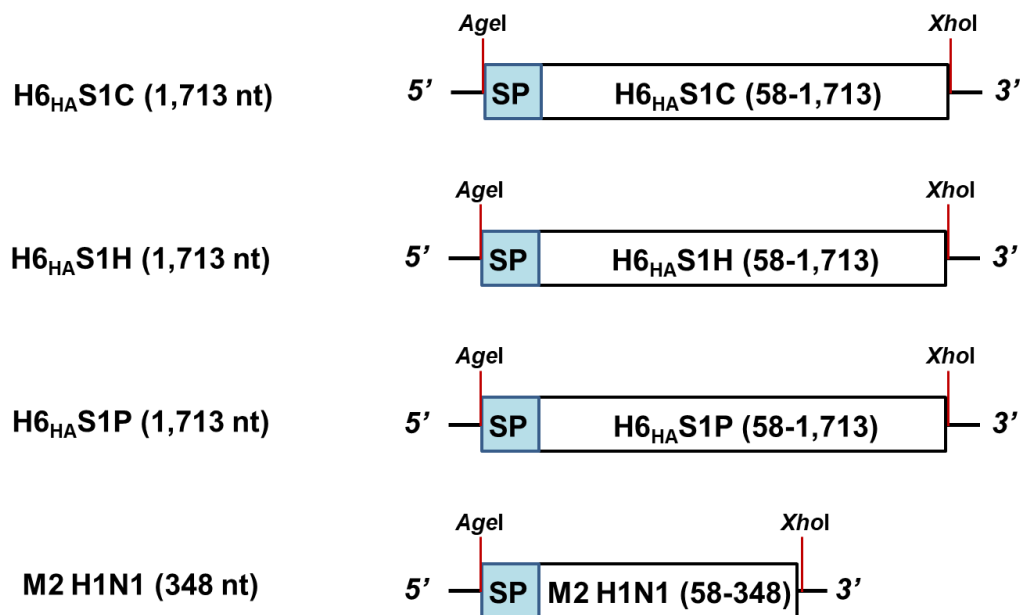 AgeI XhoI
H6HAS1C (1,713 nt) 5’ SP H6HAS1C (58-1,713) 3’
AgeI XhoI
H6HAS1H (1,713 nt) 5’ SP H6HAS1H (58-1,713) 3’
AgeI XhoI
H6HAS1P (1,713 nt) 5’ SP H6HAS1P (58-1,713) 3’
AgeI XhoI
M2 H1N1 (348 nt) 5’ SP M2 H1N1 (58-348) 3’